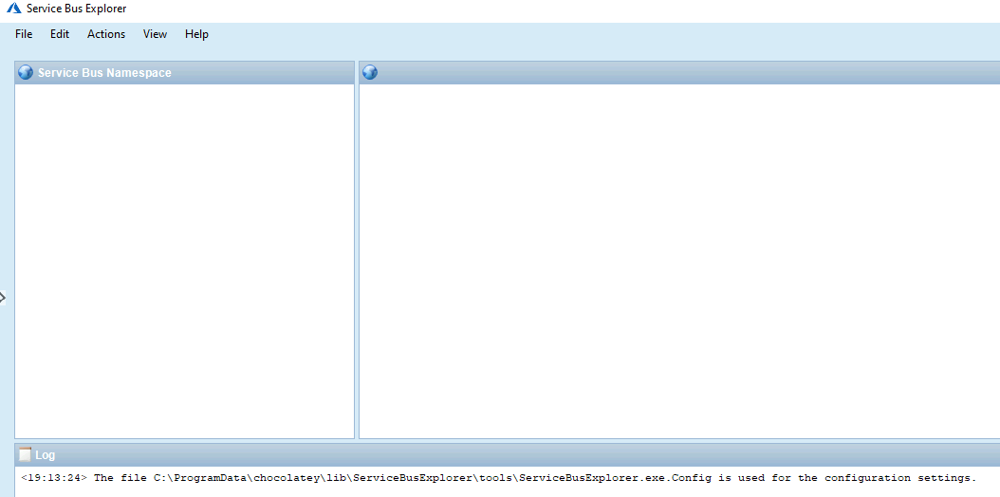 Service Bus Explorer
File Edit Actions View Help
Service Bus Namespace
Log
<19:13:24> The file C:\ProgramData\chocolatey\lib\ServiceBusExplorer\tools\ServiceBusExplorer.exe.Config is used for the configuration settings.